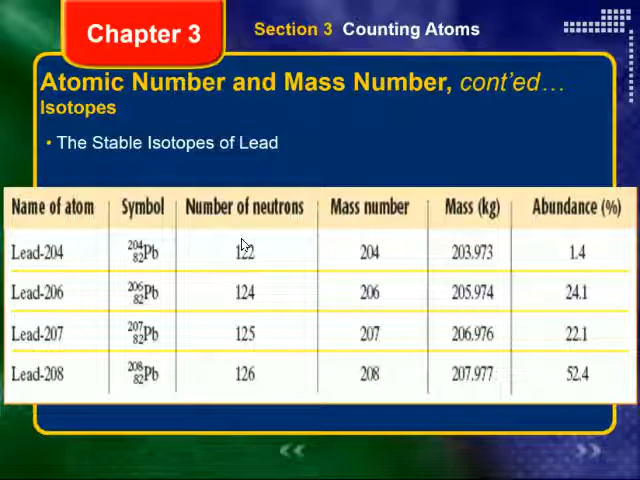 Chapter 3
Section 3 Counting Atoms
Atomic Number and Mass Number, cont'ed…
Isotopes
• The Stable Isotopes of Lead
Name of atom Symbol Number of neutrons Mass number Mass (kg) Abundance (%)
Lead-204 ²⁰⁴₈₂Pb 122 204 203.973 1.4
Lead-206 ²⁰⁶₈₂Pb 124 206 205.974 24.1
Lead-207 ²⁰⁷₈₂Pb 125 207 206.976 22.1
Lead-208 ²⁰⁸₈₂Pb 126 208 207.977 52.4